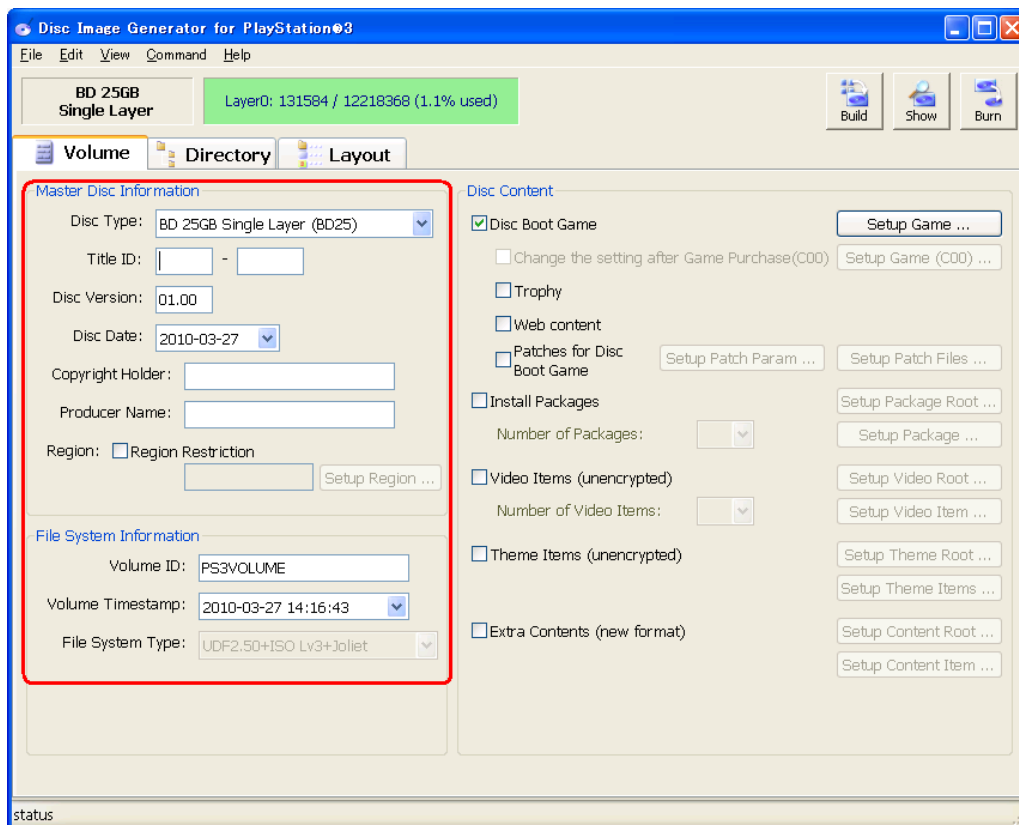 Disc Image Generator for PlayStation®3
File Edit View Command Help
BD 25GB
Single Layer
Layer0: 131584 / 12218368 (1.1% used)
Build Show Burn
Volume Directory Layout
Master Disc Information
Disc Type: BD 25GB Single Layer (BD25)
Title ID: -
Disc Version: 01.00
Disc Date: 2010-03-27
Copyright Holder:
Producer Name:
Region: Region Restriction
Setup Region ...
File System Information
Volume ID: PS3VOLUME
Volume Timestamp: 2010-03-27 14:16:43
File System Type: UDF2.50+ISO Lv3+Joliet
Disc Content
Disc Boot Game Setup Game ...
Change the setting after Game Purchase(C00) Setup Game (C00) ...
Trophy
Web content
Patches for Disc
Boot Game Setup Patch Param ... Setup Patch Files ...
Install Packages Setup Package Root ...
Number of Packages: Setup Package ...
Video Items (unencrypted) Setup Video Root ...
Number of Video Items: Setup Video Item ...
Theme Items (unencrypted) Setup Theme Root ...
Setup Theme Items ...
Extra Contents (new format) Setup Content Root ...
Setup Content Item ...
status